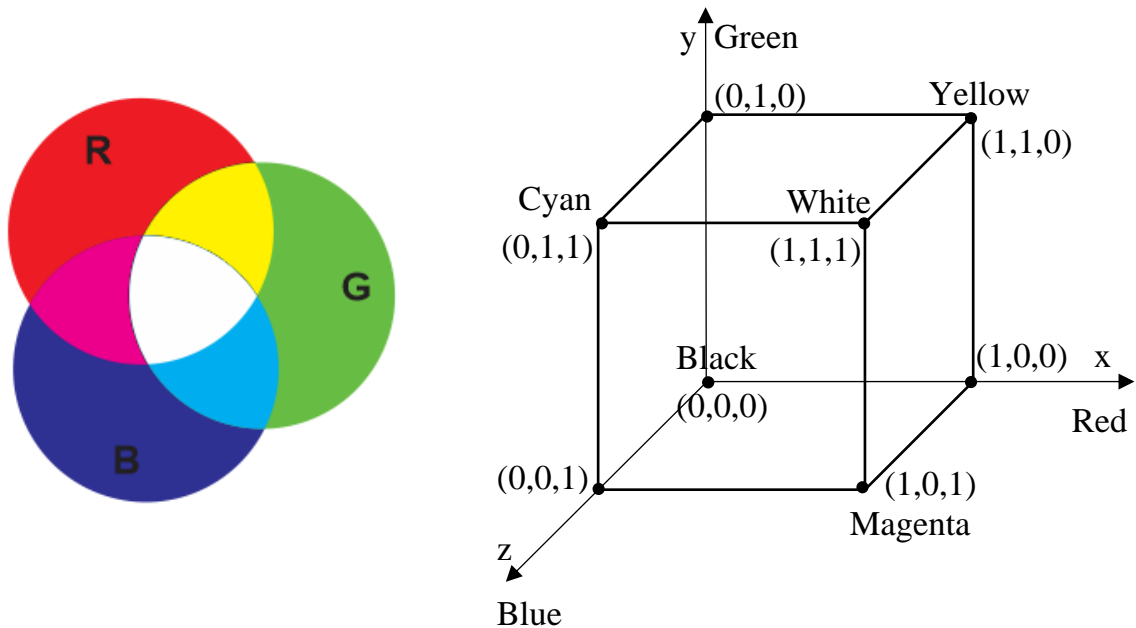 R
G
B
y Green
(0,1,0)
Yellow
(1,1,0)
Cyan
White
(0,1,1)
(1,1,1)
Black
(0,0,0)
(1,0,0)
x
Red
(0,0,1)
(1,0,1)
Magenta
z
Blue